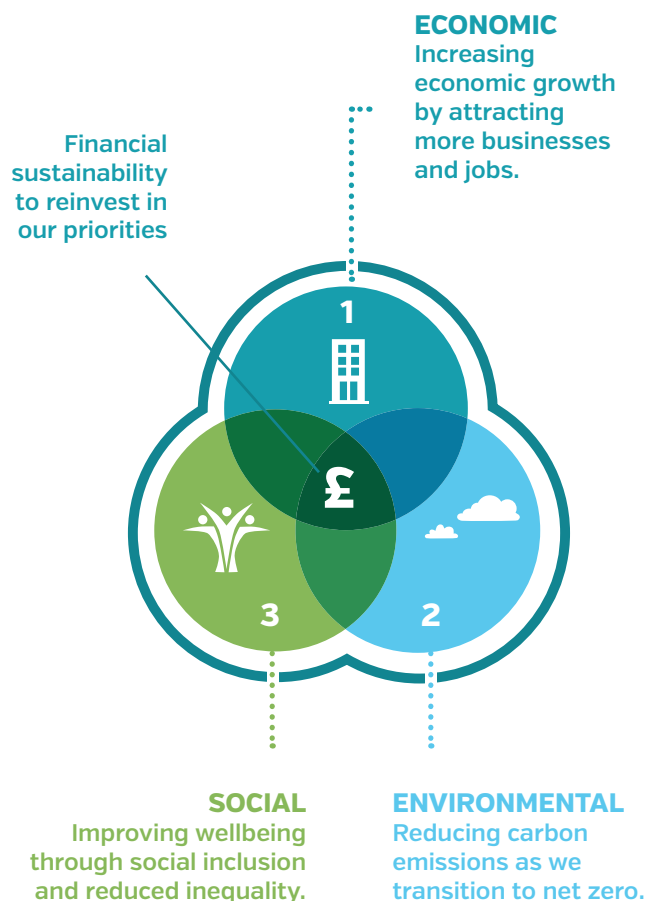 ECONOMIC
Increasing
economic growth
by attracting
more businesses
and jobs.
Financial
sustainability
to reinvest in
our priorities
1
£
3
2
SOCIAL
Improving wellbeing
through social inclusion
and reduced inequality.
ENVIRONMENTAL
Reducing carbon
emissions as we
transition to net zero.